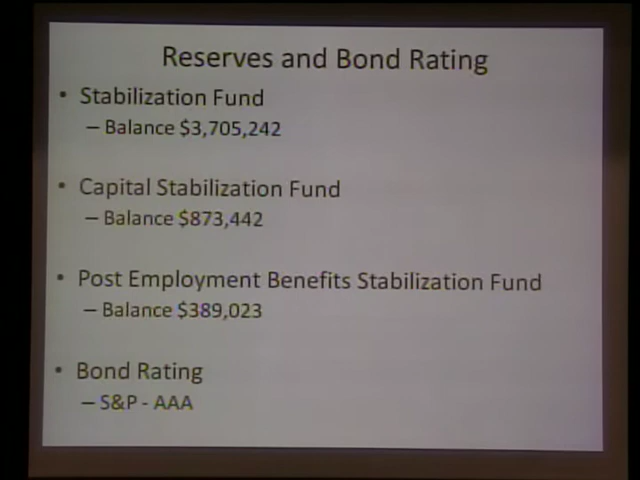 Reserves and Bond Rating
• Stabilization Fund
– Balance $3,705,242
• Capital Stabilization Fund
– Balance $873,442
• Post Employment Benefits Stabilization Fund
– Balance $389,023
• Bond Rating
– S&P - AAA